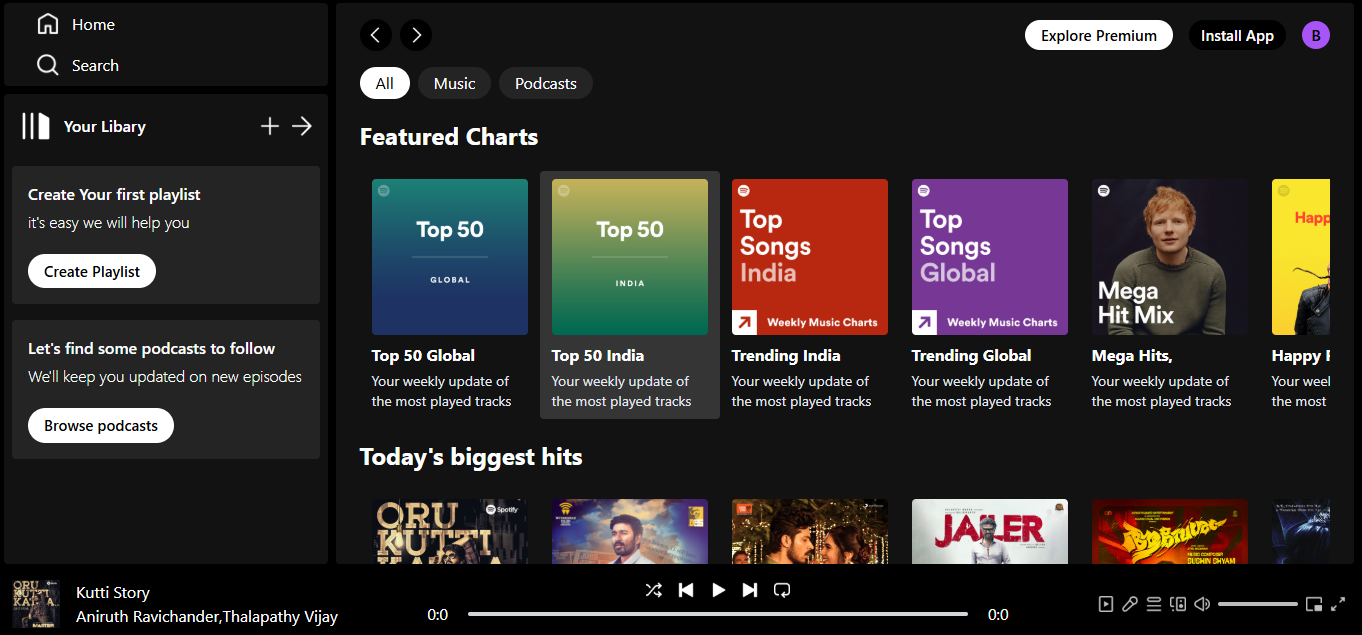 Home
Search
Your Libary
Create Your first playlist
it's easy we will help you
Create Playlist
Let's find some podcasts to follow
We'll keep you updated on new episodes
Browse podcasts
Explore Premium
Install App
B
All
Music
Podcasts
Featured Charts
Top 50
GLOBAL
Top 50 Global
Your weekly update of
the most played tracks
Top 50
INDIA
Top 50 India
Your weekly update of
the most played tracks
Top
Songs
India
Weekly Music Charts
Trending India
Your weekly update of
the most played tracks
Top
Songs
Global
Weekly Music Charts
Trending Global
Your weekly update of
the most played tracks
Mega
Hit Mix
Mega Hits,
Your weekly update of
the most played tracks
Happ
Happy
Your
the most
Today's biggest hits
ORU
KUTTI
Spotify
JAILER
Kutti Story
Aniruth Ravichander,Thalapathy Vijay
0:0
0:0